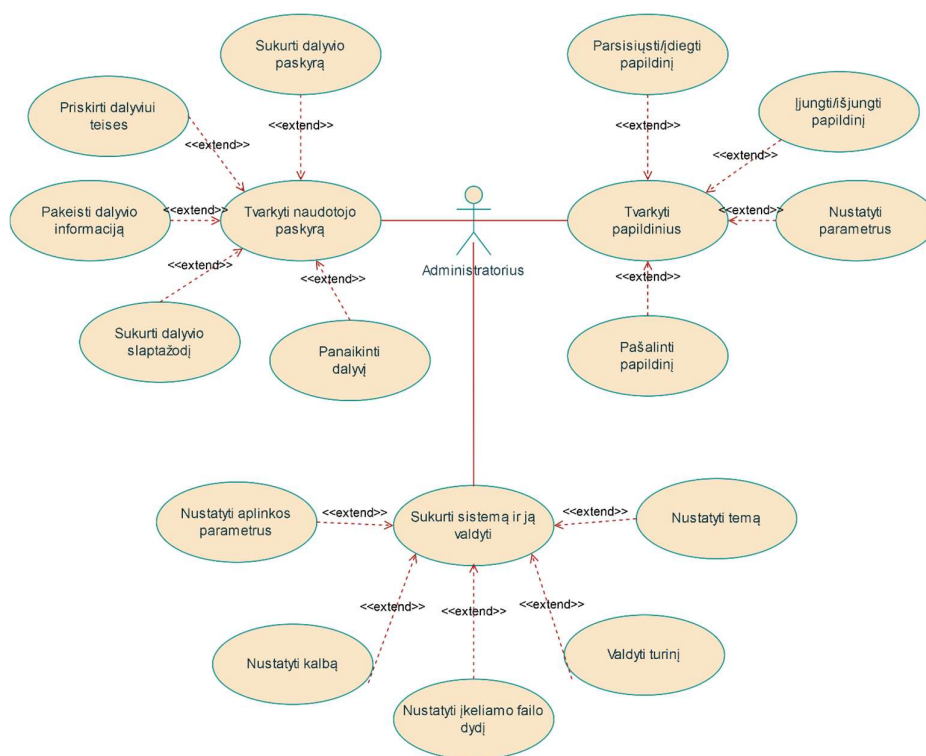 Sukurti dalyvio
paskyrą
Parsisiųsti/įdiegti
papildinį
Priskirti dalyviui
teises
Įjungti/išjungti
papildinį
<<extend>>
<<extend>>
<<extend>>
<<extend>>
Pakeisti dalyvio
informaciją
<<extend>>
Tvarkyti naudotojo
paskyrą
Tvarkyti
papildinius
<<extend>>
Nustatyti
parametrus
Administratorius
<<extend>>
<<extend>>
<<extend>>
Sukurti dalyvio
slaptažodį
Panaikinti
dalyvį
Pašalinti
papildinį
Nustatyti aplinkos
parametrus
<<extend>>
Sukurti sistemą ir ją
valdyti
<<extend>>
Nustatyti temą
<<extend>>
<<extend>>
<<extend>>
Nustatyti kalbą
Valdyti turinį
Nustatyti įkeliamo failo
dydį